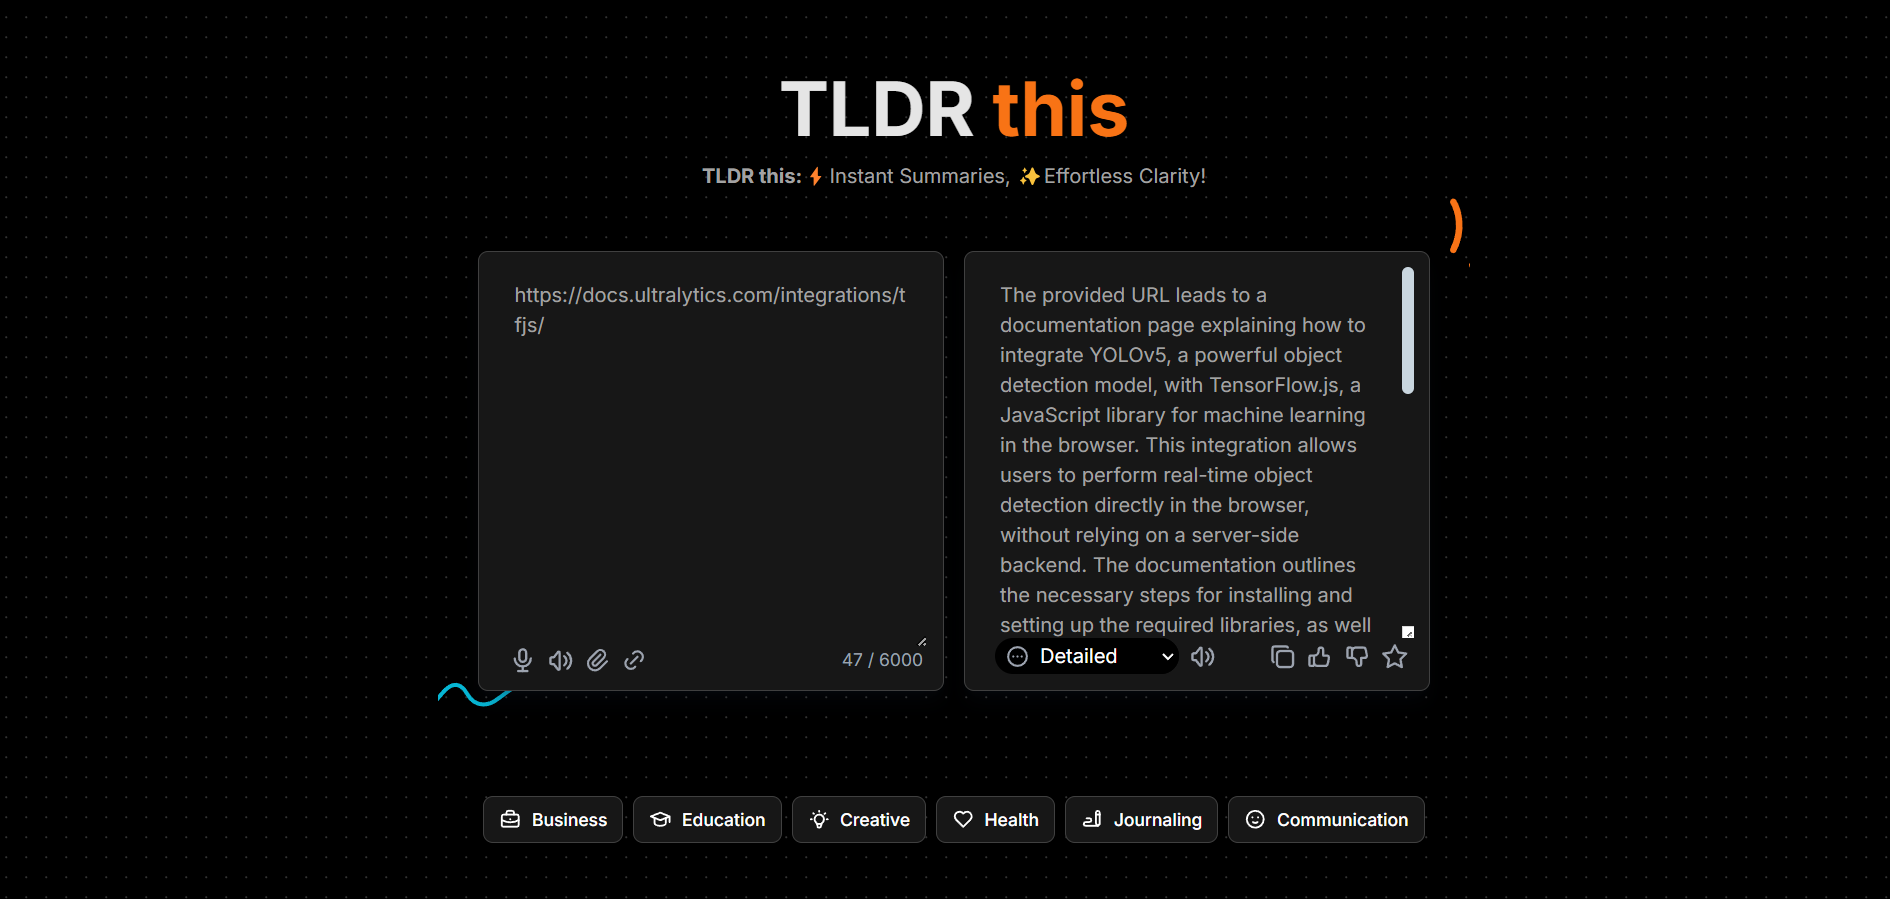 TLDR this
TLDR this: ⚡Instant Summaries, ✨Effortless Clarity!
https://docs.ultralytics.com/integrations/t
fjs/
47 / 6000
The provided URL leads to a
documentation page explaining how to
integrate YOLOv5, a powerful object
detection model, with TensorFlow.js, a
JavaScript library for machine learning
in the browser. This integration allows
users to perform real-time object
detection directly in the browser,
without relying on a server-side
backend. The documentation outlines
the necessary steps for installing and
setting up the required libraries, as well
Detailed
Business
Education
Creative
Health
Journaling
Communication